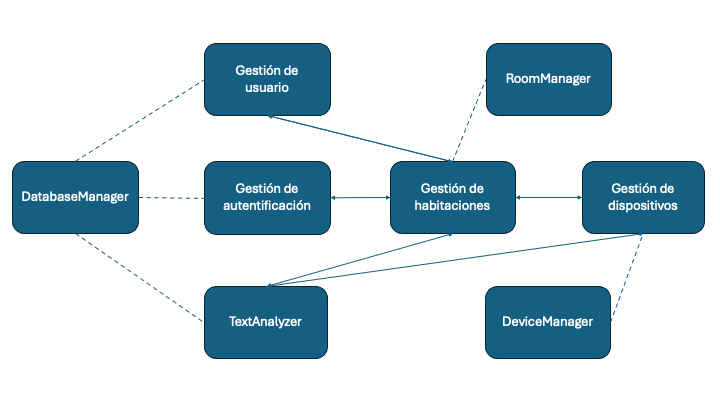 Gestión de
usuario
RoomManager
DatabaseManager
Gestión de
autentificación
Gestión de
habitaciones
Gestión de
dispositivos
TextAnalyzer
DeviceManager